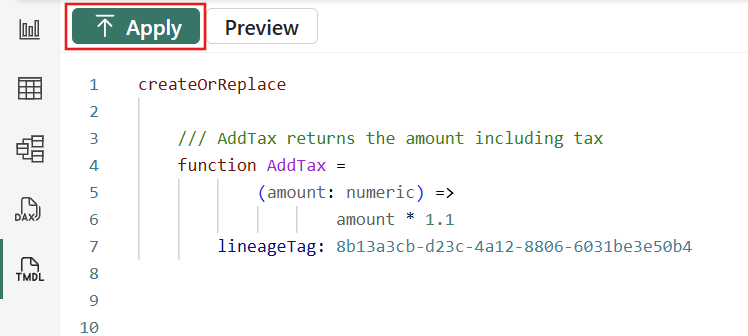 Apply
Preview
1 createOrReplace
2
3 /// AddTax returns the amount including tax
4 function AddTax =
5 (amount: numeric) =>
6 amount * 1.1
7 lineageTag: 8b13a3cb-d23c-4a12-8806-6031be3e50b4
8
9
10
DAX
TMDL